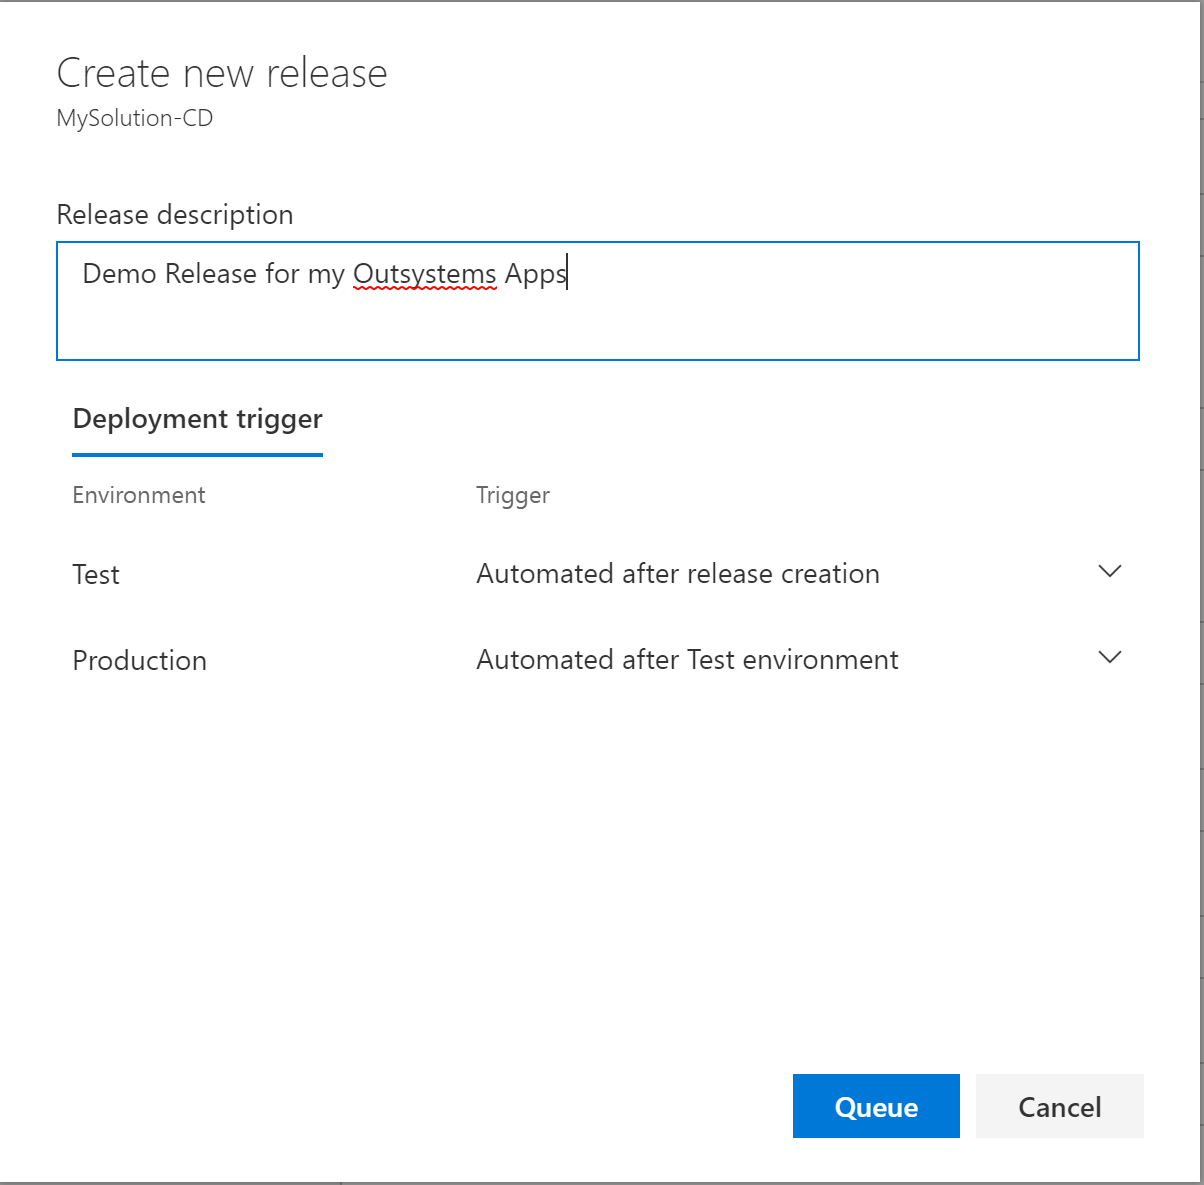 Create new release
MySolution-CD
Release description
Demo Release for my Outsystems Apps
Deployment trigger
Environment Trigger
Test Automated after release creation
Production Automated after Test environment
Queue Cancel